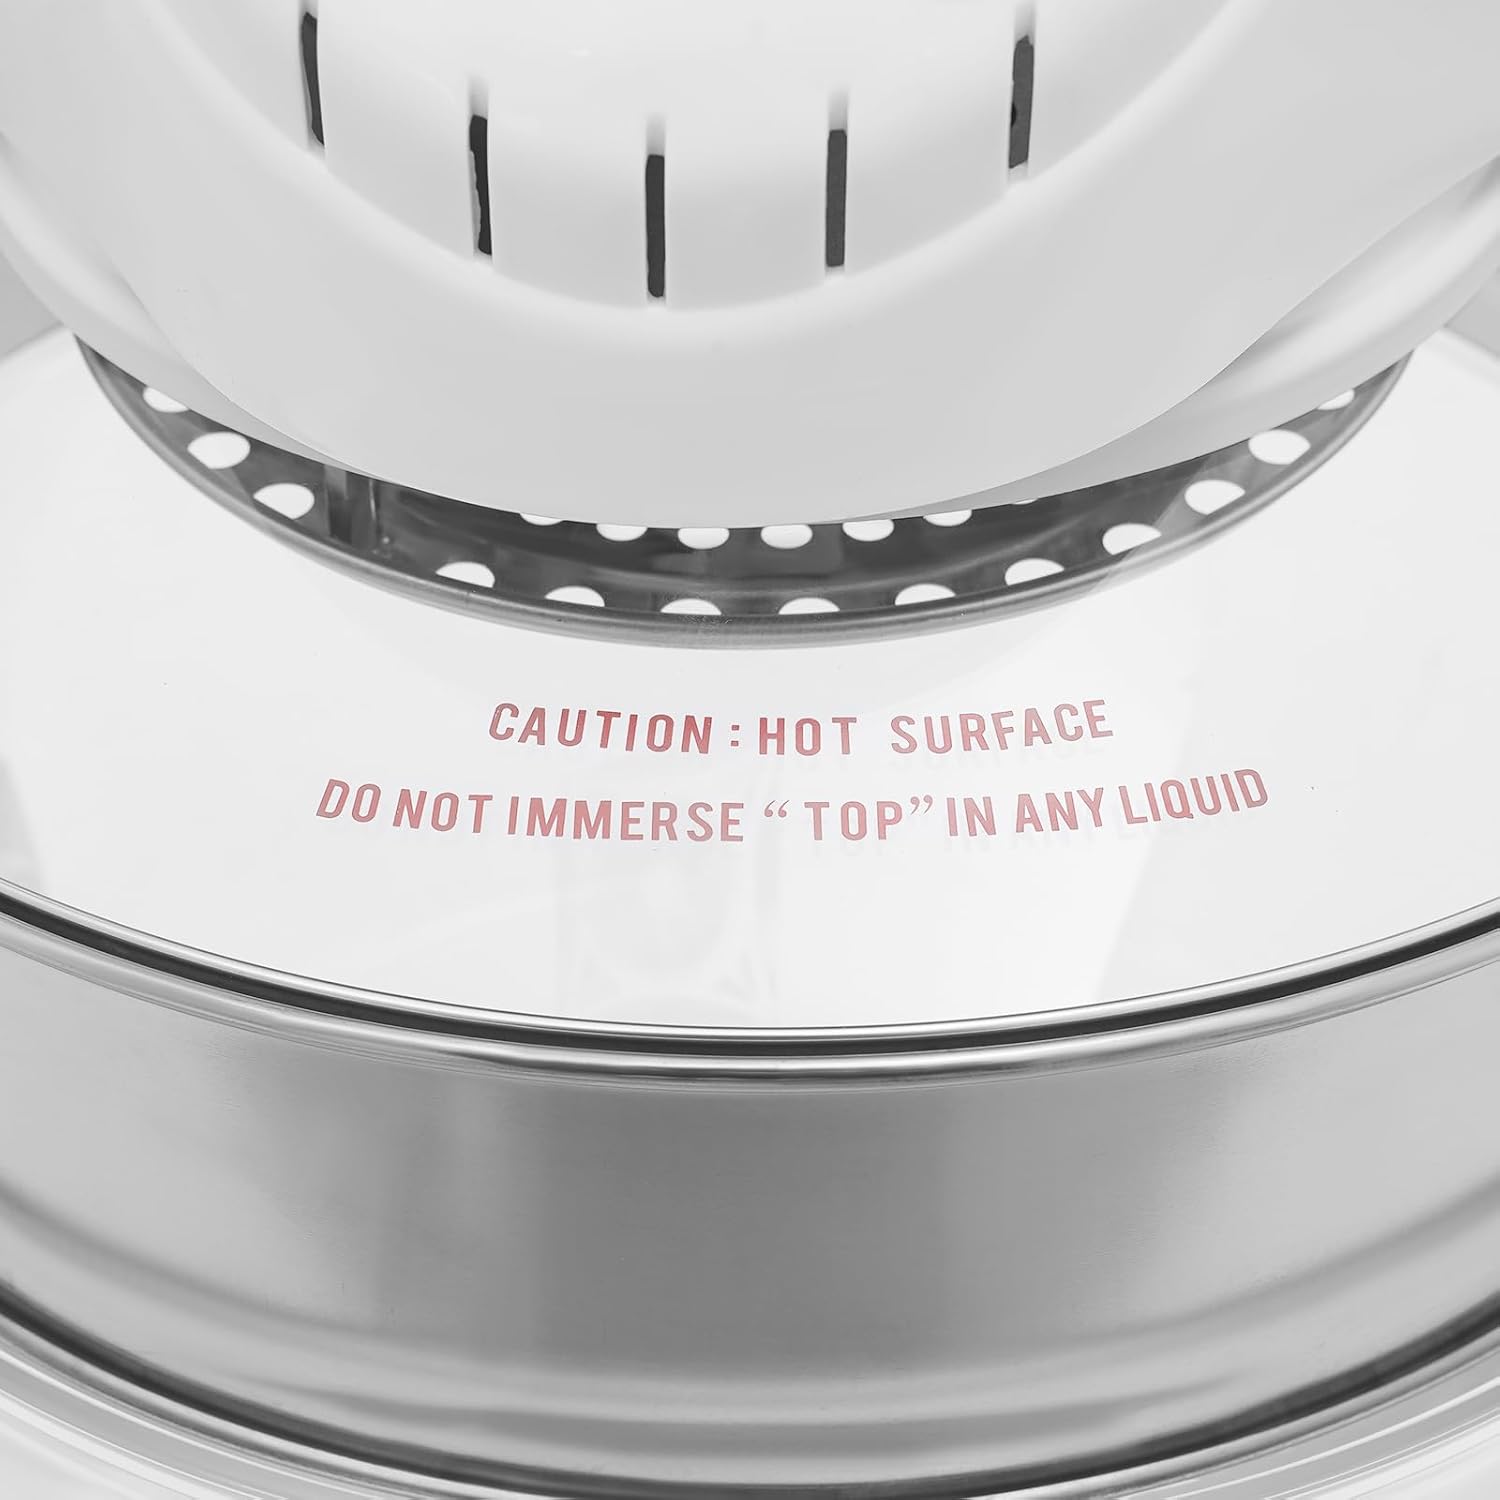 CAUTION : HOT SURFACE
DO NOT IMMERSE “ TOP” IN ANY LIQUID